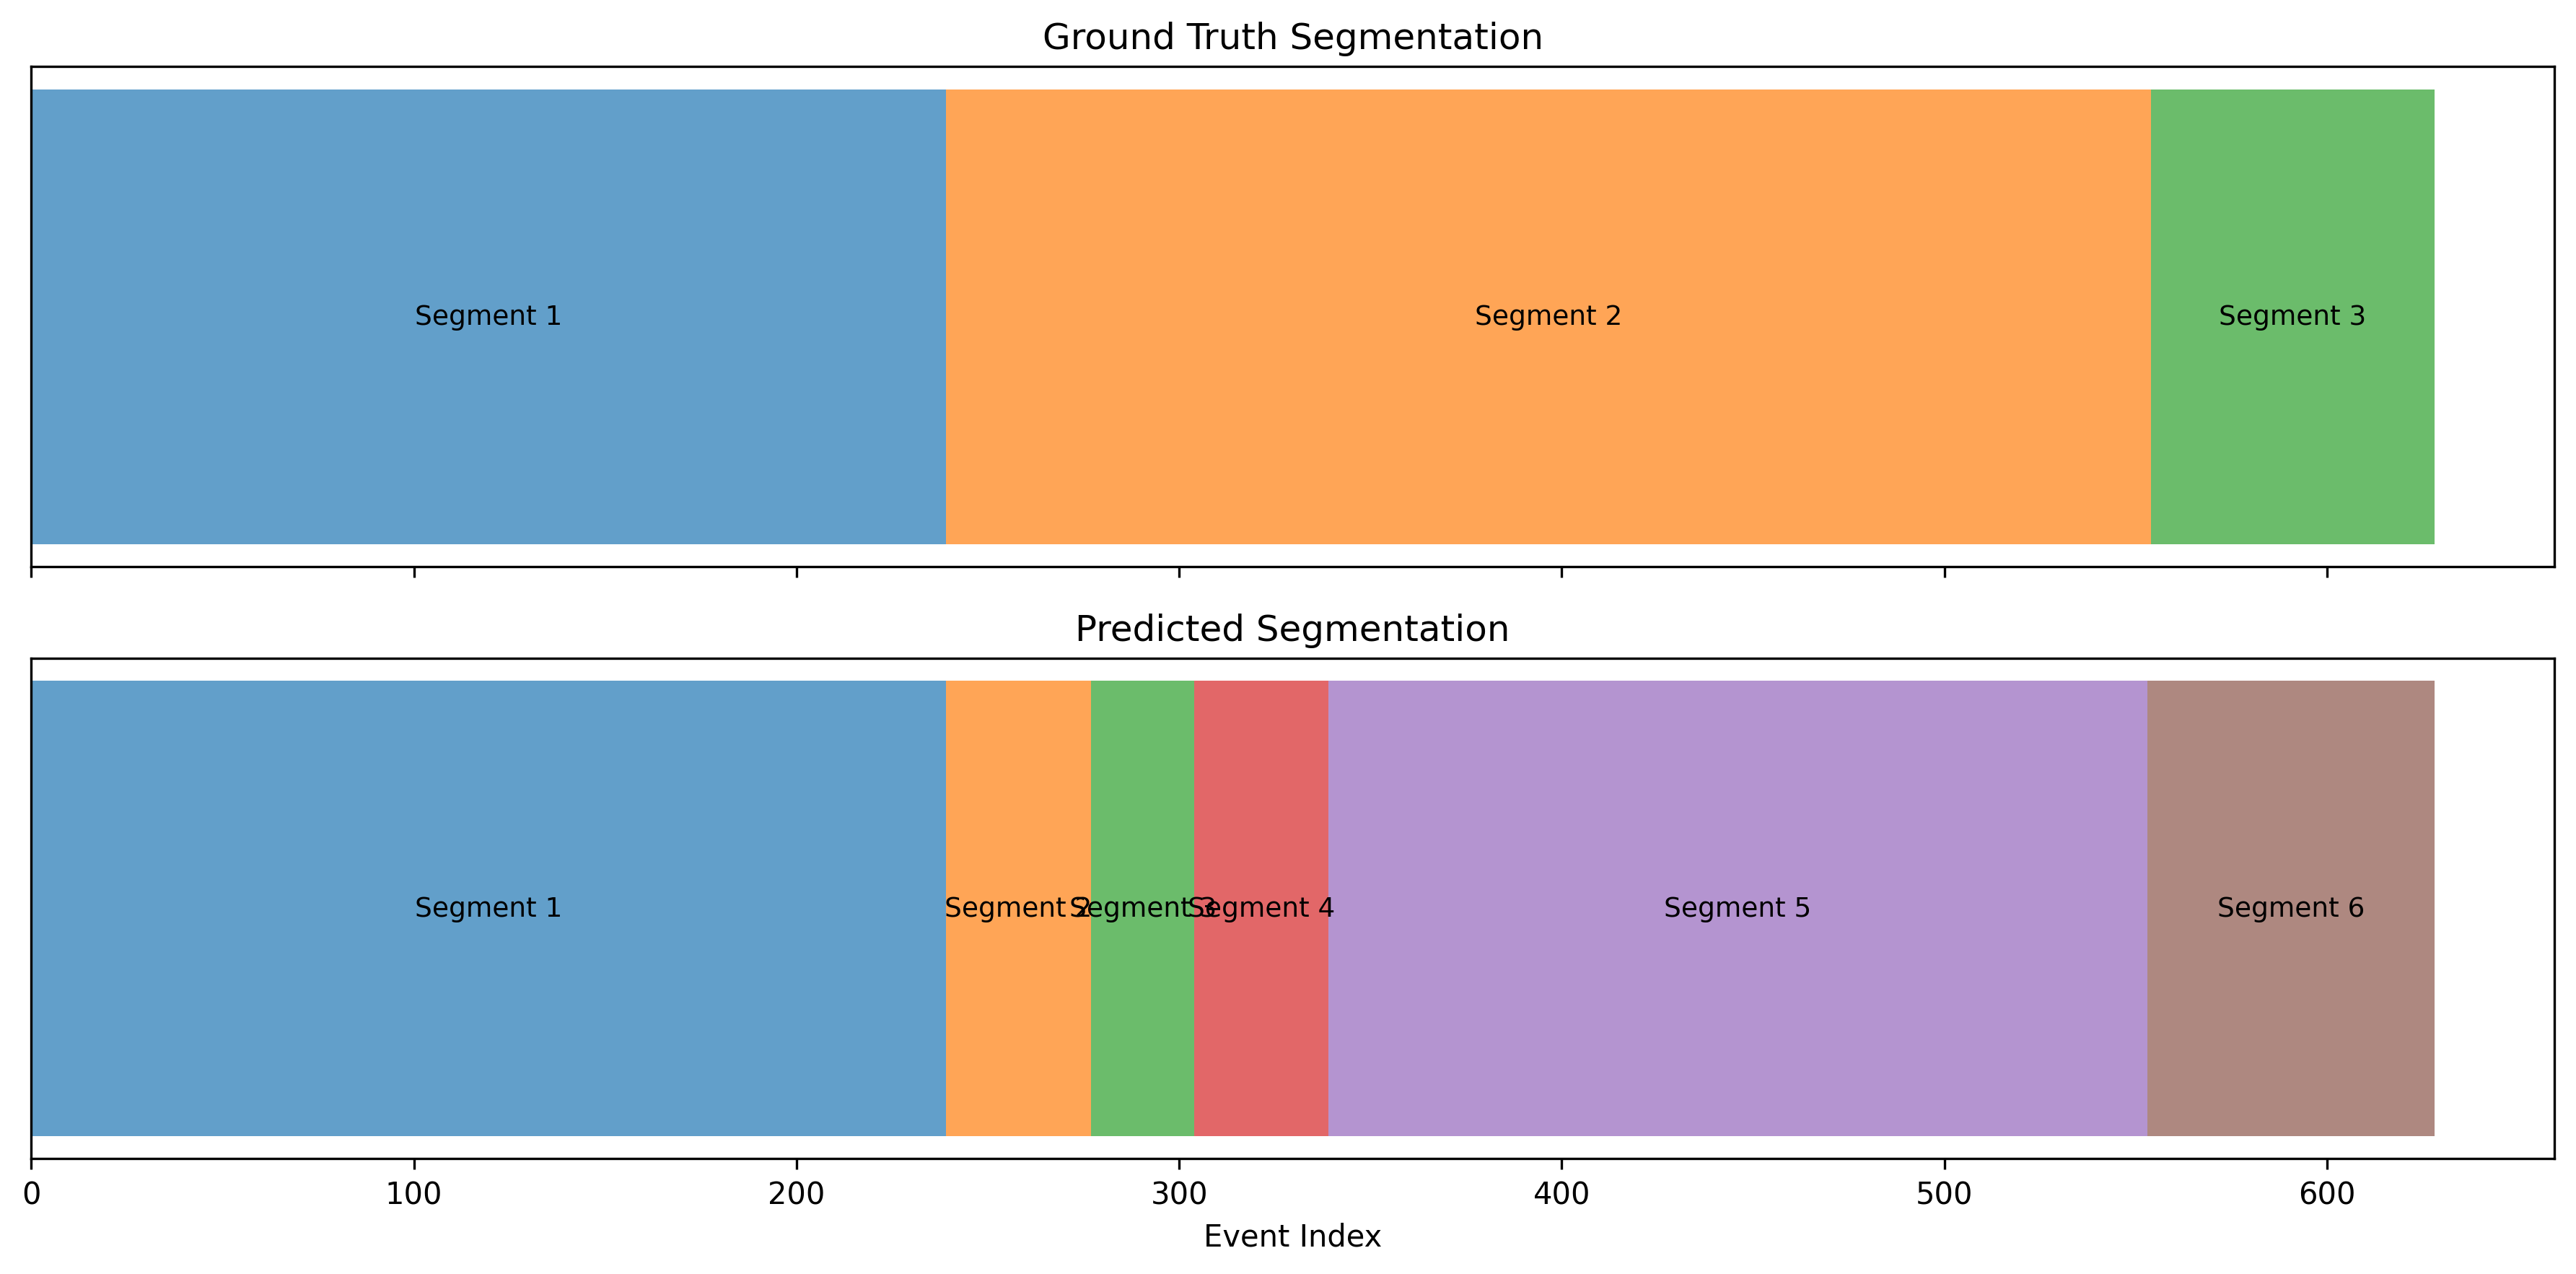 Ground Truth Segmentation
Segment 1 Segment 2 Segment 3
Predicted Segmentation
Segment 1 Segment 2 Segment 3 Segment 4 Segment 5 Segment 6
0 100 200 300 400 500 600
Event Index